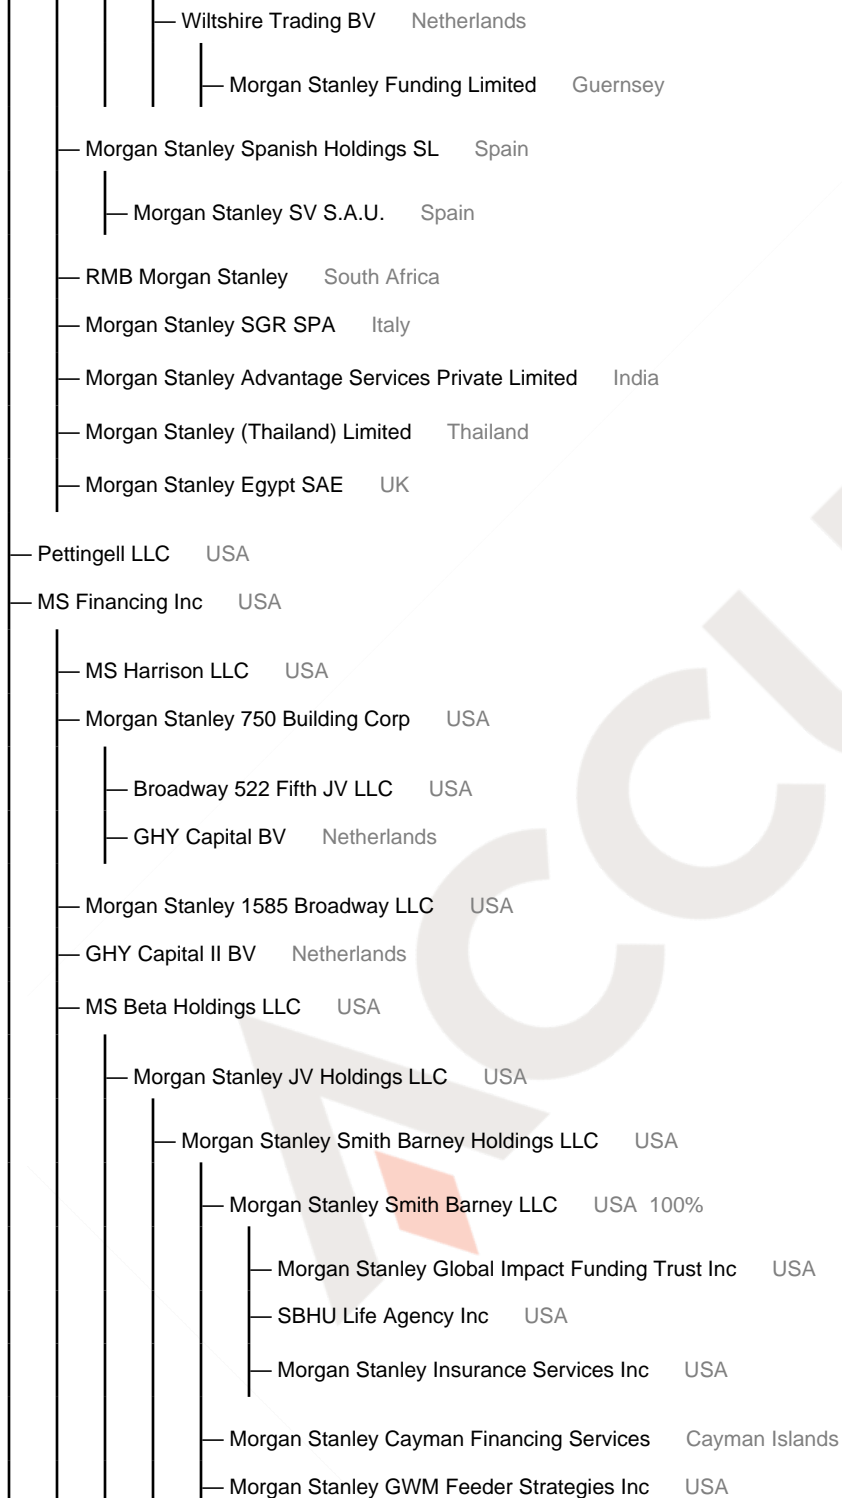 Wiltshire Trading BV Netherlands
Morgan Stanley Funding Limited Guernsey
Morgan Stanley Spanish Holdings SL Spain
Morgan Stanley SV S.A.U. Spain
RMB Morgan Stanley South Africa
Morgan Stanley SGR SPA Italy
Morgan Stanley Advantage Services Private Limited India
Morgan Stanley (Thailand) Limited Thailand
Morgan Stanley Egypt SAE UK
Pettingell LLC USA
MS Financing Inc USA
MS Harrison LLC USA
Morgan Stanley 750 Building Corp USA
Broadway 522 Fifth JV LLC USA
GHY Capital BV Netherlands
Morgan Stanley 1585 Broadway LLC USA
GHY Capital II BV Netherlands
MS Beta Holdings LLC USA
Morgan Stanley JV Holdings LLC USA
Morgan Stanley Smith Barney Holdings LLC USA
Morgan Stanley Smith Barney LLC USA 100%
Morgan Stanley Global Impact Funding Trust Inc USA
SBHU Life Agency Inc USA
Morgan Stanley Insurance Services Inc USA
Morgan Stanley Cayman Financing Services Cayman Islands
Morgan Stanley GWM Feeder Strategies Inc USA